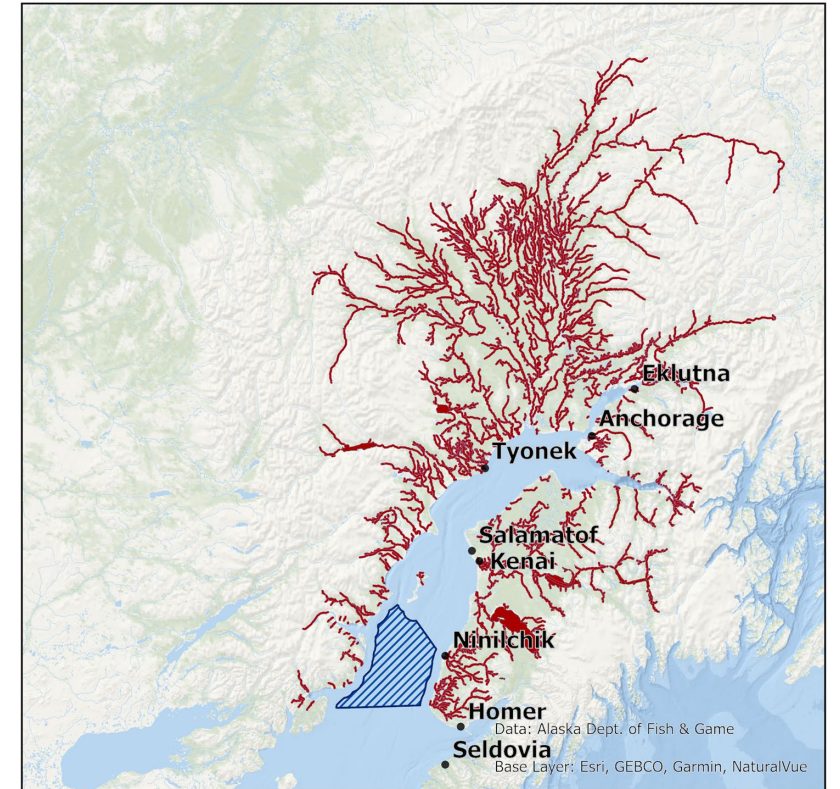 Eklutna
Anchorage
Tyonek
Salamatof
Kenai
Ninilchik
Homer
Data: Alaska Dept. of Fish & Game
Seldovia
Base Layer: Esri, GEBCO, Garmin, NaturalVue